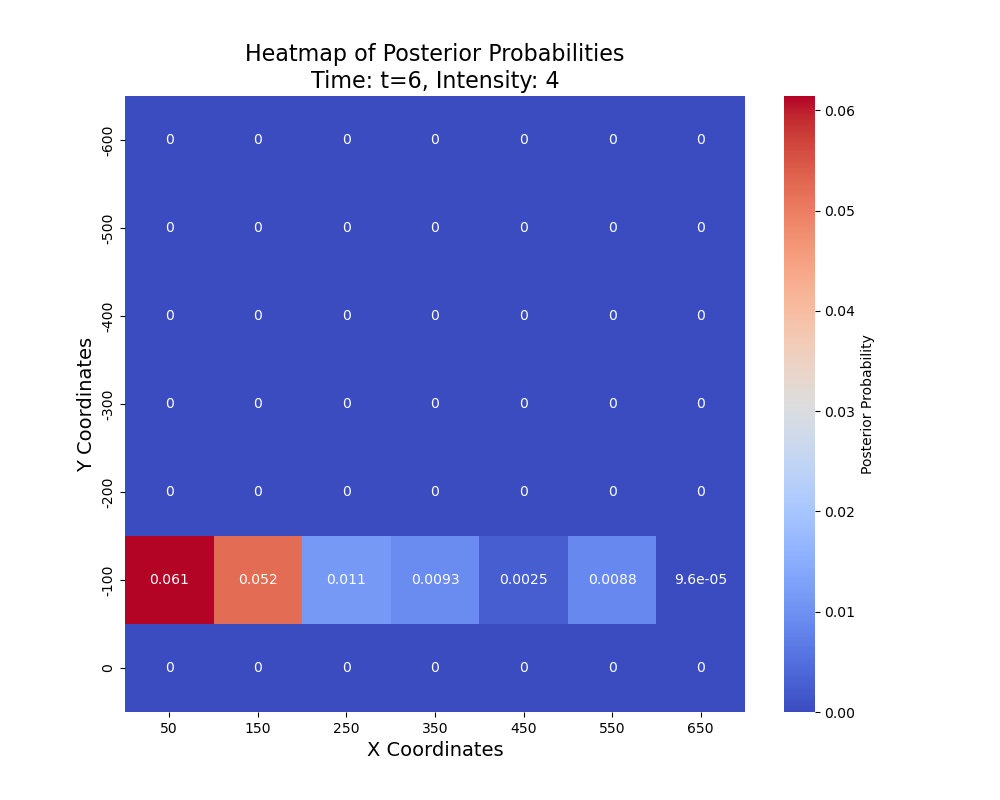 Heatmap of Posterior Probabilities
Time: t=6, Intensity: 4
Y Coordinates
-600 0 0 0 0 0 0 0
-500 0 0 0 0 0 0 0
-400 0 0 0 0 0 0 0
-300 0 0 0 0 0 0 0
-200 0 0 0 0 0 0 0
-100 0.061 0.052 0.011 0.0093 0.0025 0.0088 9.6e-05
0 0 0 0 0 0 0 0
50 150 250 350 450 550 650
X Coordinates
0.06
0.05
0.04
0.03
0.02
0.01
0.00
Posterior Probability